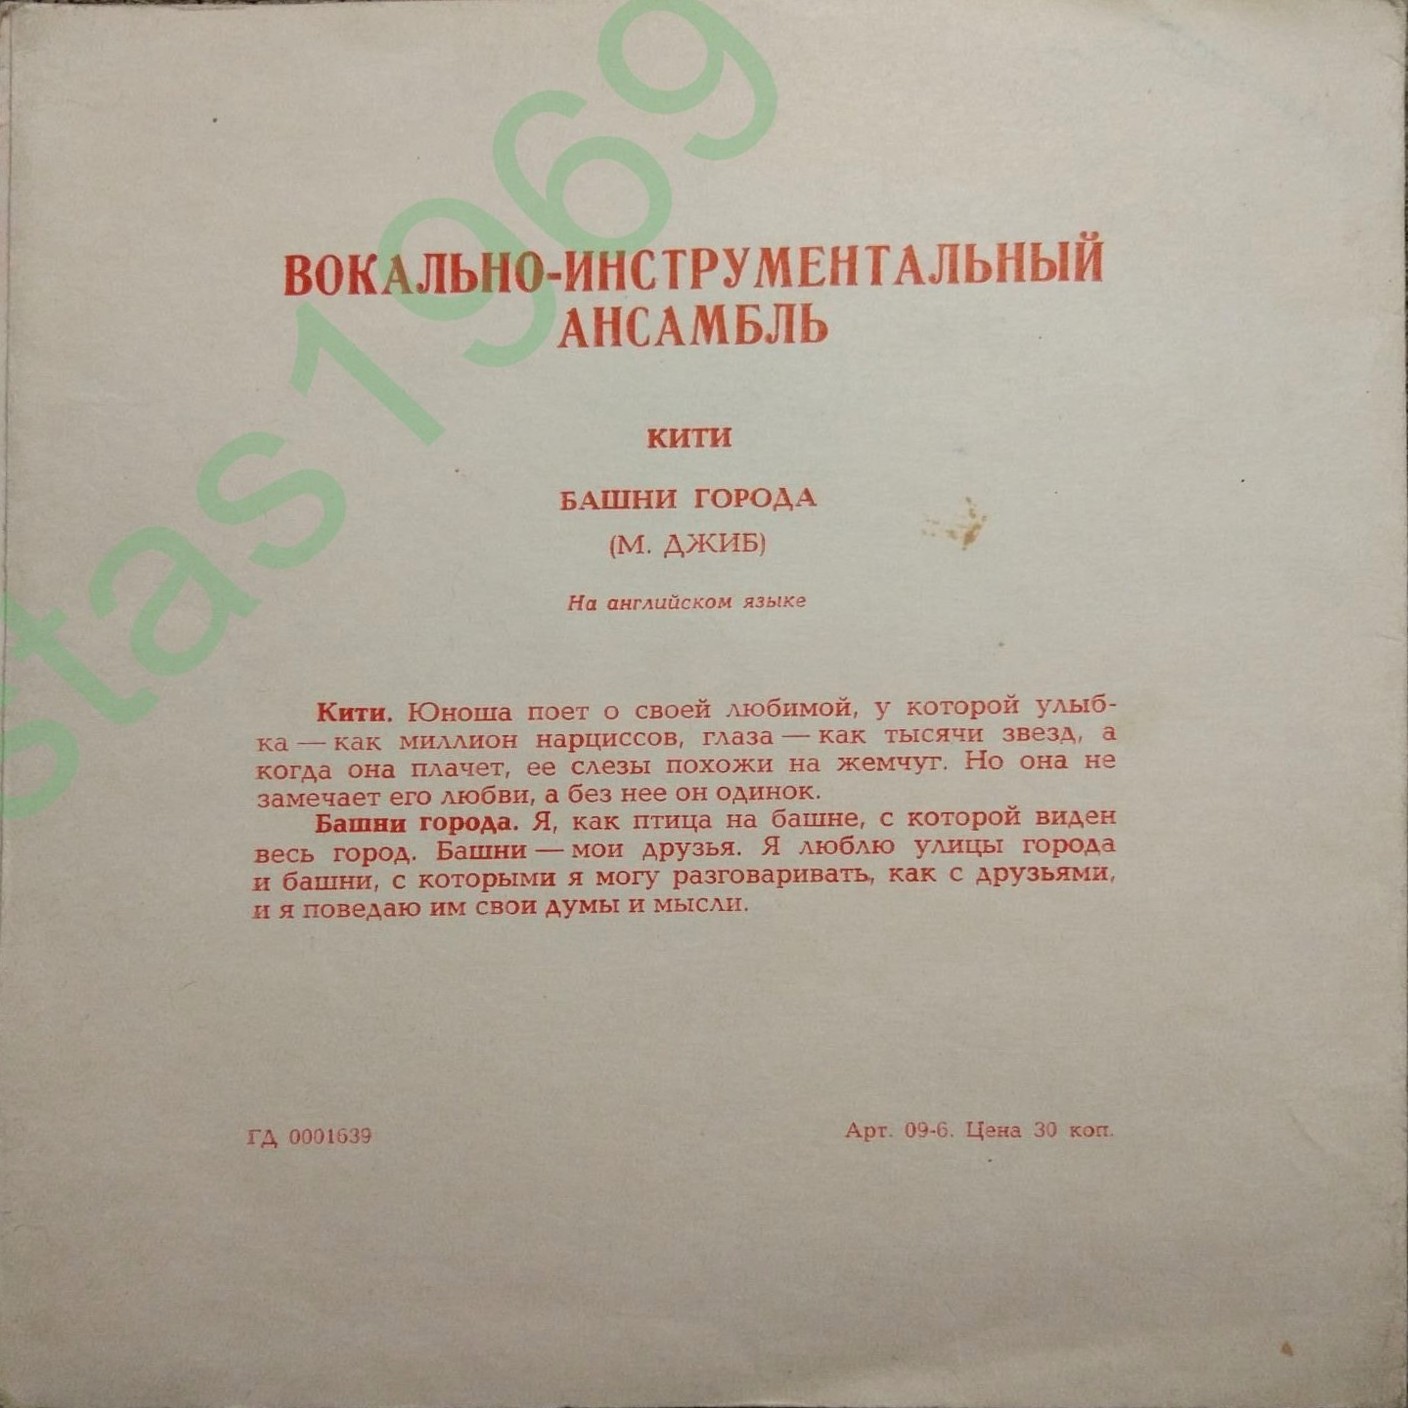 stas1969
ВОКАЛЬНО-ИНСТРУМЕНТАЛЬНЫЙ
АНСАМБЛЬ
КИТИ
БАШНИ ГОРОДА
(М. ДЖИБ)
На английском языке
Кити. Юноша поет о своей любимой, у которой улыб-
ка — как миллион нарциссов, глаза — как тысячи звезд, а
когда она плачет, ее слезы похожи на жемчуг. Но она не
замечает его любви, а без нее он одинок.
Башни города. Я, как птица на башне, с которой виден
весь город. Башни — мои друзья. Я люблю улицы города
и башни, с которыми я могу разговаривать, как с друзьями,
и я поведаю им свои думы и мысли.
ГД 0001639
Арт. 09-6. Цена 30 коп.